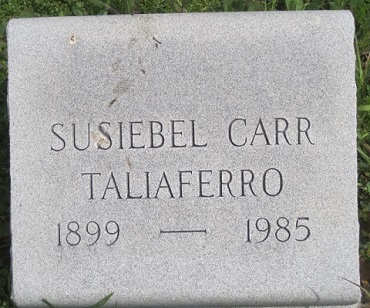 SUSIEBEL CARR
TALIAFERRO
1899 — 1985